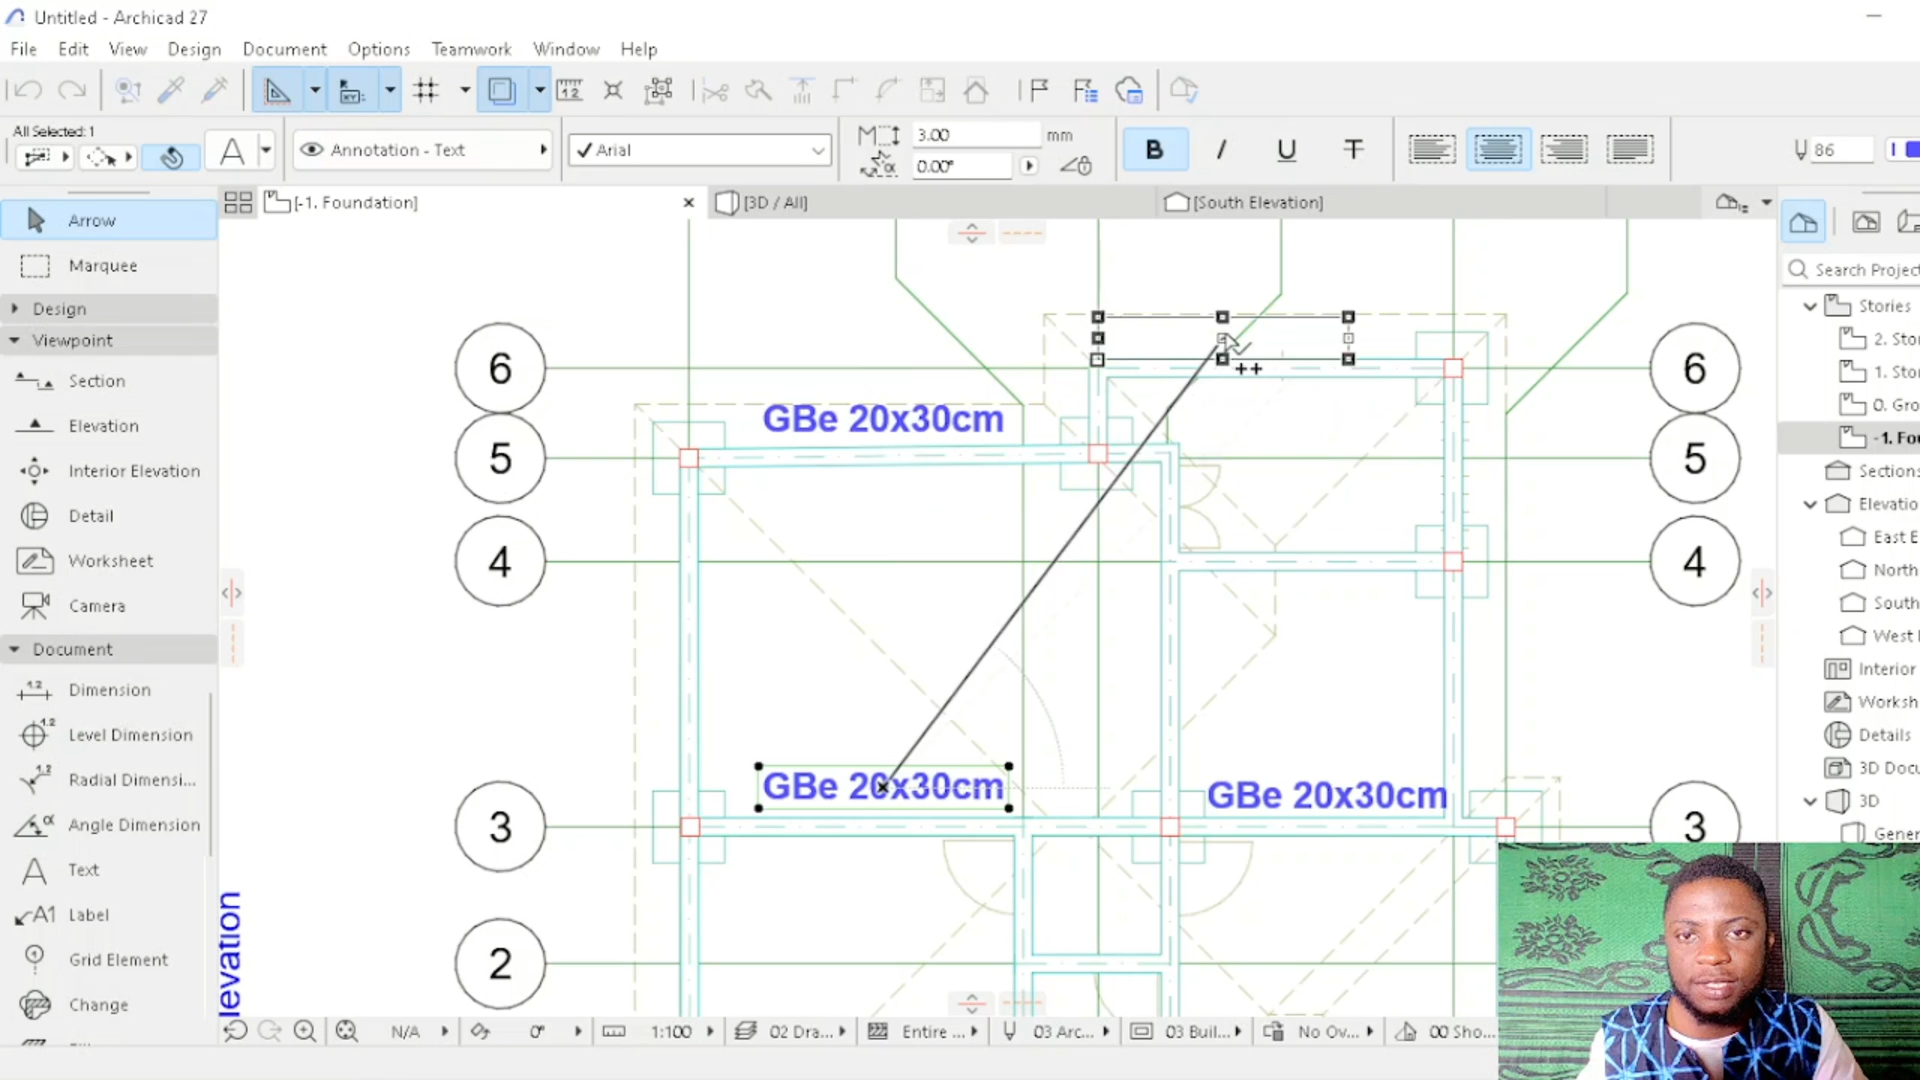 Untitled - Archicad 27
File Edit View Design Document Options Teamwork Window Help
All Selected: 1
Annotation - Text
Arial
3.00 mm
0.00°
B I U T
86
[-1. Foundation]
[3D / All]
[South Elevation]
Arrow
Marquee
Design
Viewpoint
Section
Elevation
Interior Elevation
Detail
Worksheet
Camera
Document
Dimension
Level Dimension
Radial Dimensi...
Angle Dimension
Text
Label
Grid Element
Change
6
5
4
3
2
GBe 20x30cm
GBe 20x30cm
GBe 20x30cm
6
5
4
3
levation
Search Project
Stories
2. Sto
1. Sto
0. Gro
-1. Fou
Sections
Elevatio
East E
North
South
West
Interior
Worksh
Details
3D Docu
3D
Gener
N/A
0°
1:100
02 Dra...
Entire ...
03 Arc...
03 Buil...
No Ov...
00 Sho...